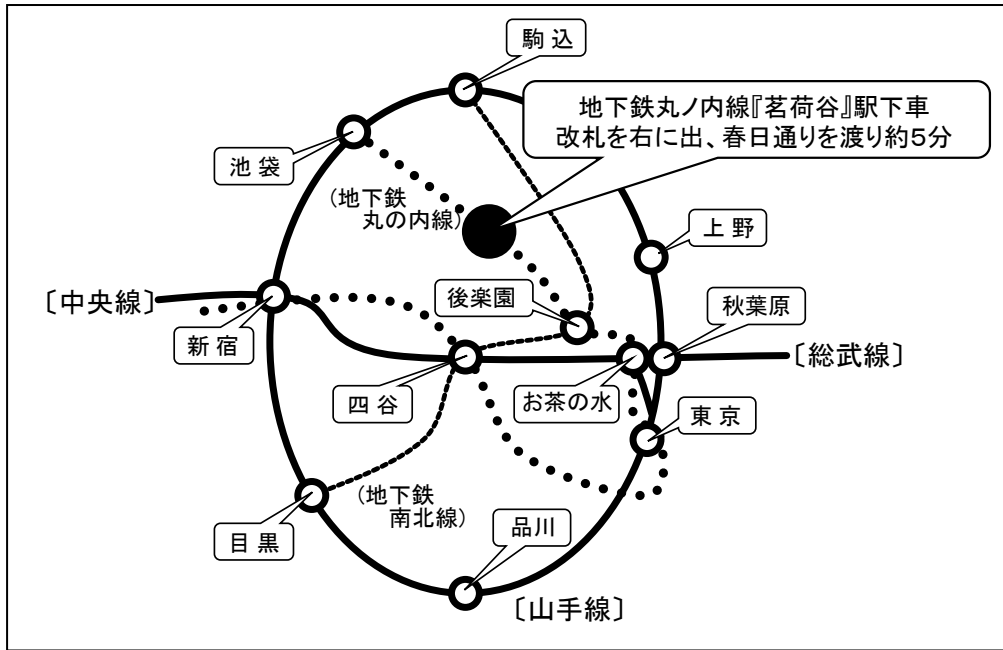 駒込
地下鉄丸ノ内線『茗荷谷』駅下車
改札を右に出、春日通りを渡り約5分
池袋
(地下鉄
丸の内線)
上野
〔中央線〕
後楽園
秋葉原
新宿
〔総武線〕
四谷
お茶の水
東京
(地下鉄
南北線)
目黒
品川
〔山手線〕